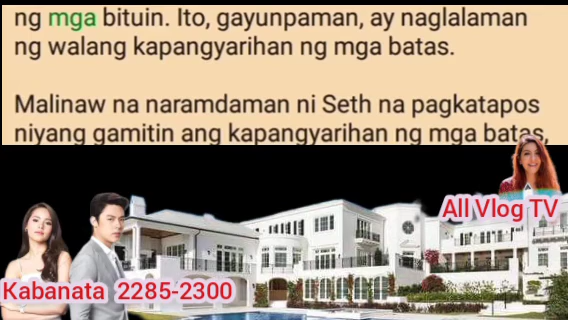 ng mga bituin. Ito, gayunpaman, ay naglalaman
ng walang kapangyarihan ng mga batas.
Malinaw na naramdaman ni Seth na pagkatapos
niyang gamitin ang kapangyarihan ng mga batas,
All Vlog TV
Kabanata 2285-2300